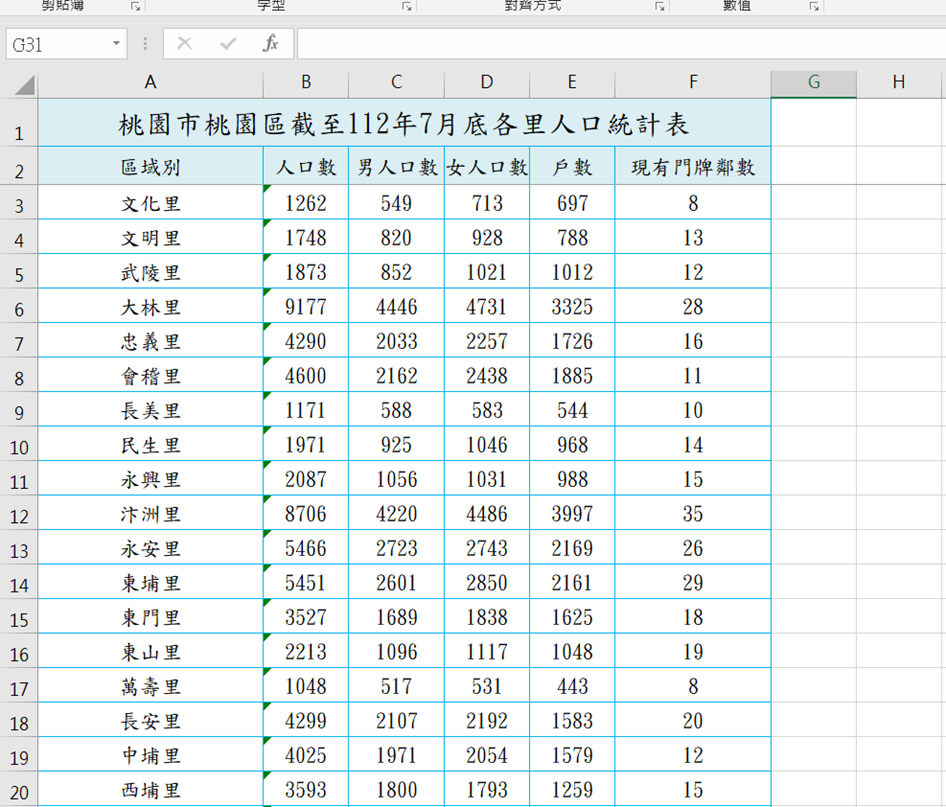 剪貼簿 字型 對齊方式 數值
G31 fx
A B C D E F G H
1 桃園市桃園區截至112年7月底各里人口統計表
2 區域別 人口數 男人口數 女人口數 戶數 現有門牌鄰數
3 文化里 1262 549 713 697 8
4 文明里 1748 820 928 788 13
5 武陵里 1873 852 1021 1012 12
6 大林里 9177 4446 4731 3325 28
7 忠義里 4290 2033 2257 1726 16
8 會稽里 4600 2162 2438 1885 11
9 長美里 1171 588 583 544 10
10 民生里 1971 925 1046 968 14
11 永興里 2087 1056 1031 988 15
12 汴洲里 8706 4220 4486 3997 35
13 永安里 5466 2723 2743 2169 26
14 東埔里 5451 2601 2850 2161 29
15 東門里 3527 1689 1838 1625 18
16 東山里 2213 1096 1117 1048 19
17 萬壽里 1048 517 531 443 8
18 長安里 4299 2107 2192 1583 20
19 中埔里 4025 1971 2054 1579 12
20 西埔里 3593 1800 1793 1259 15